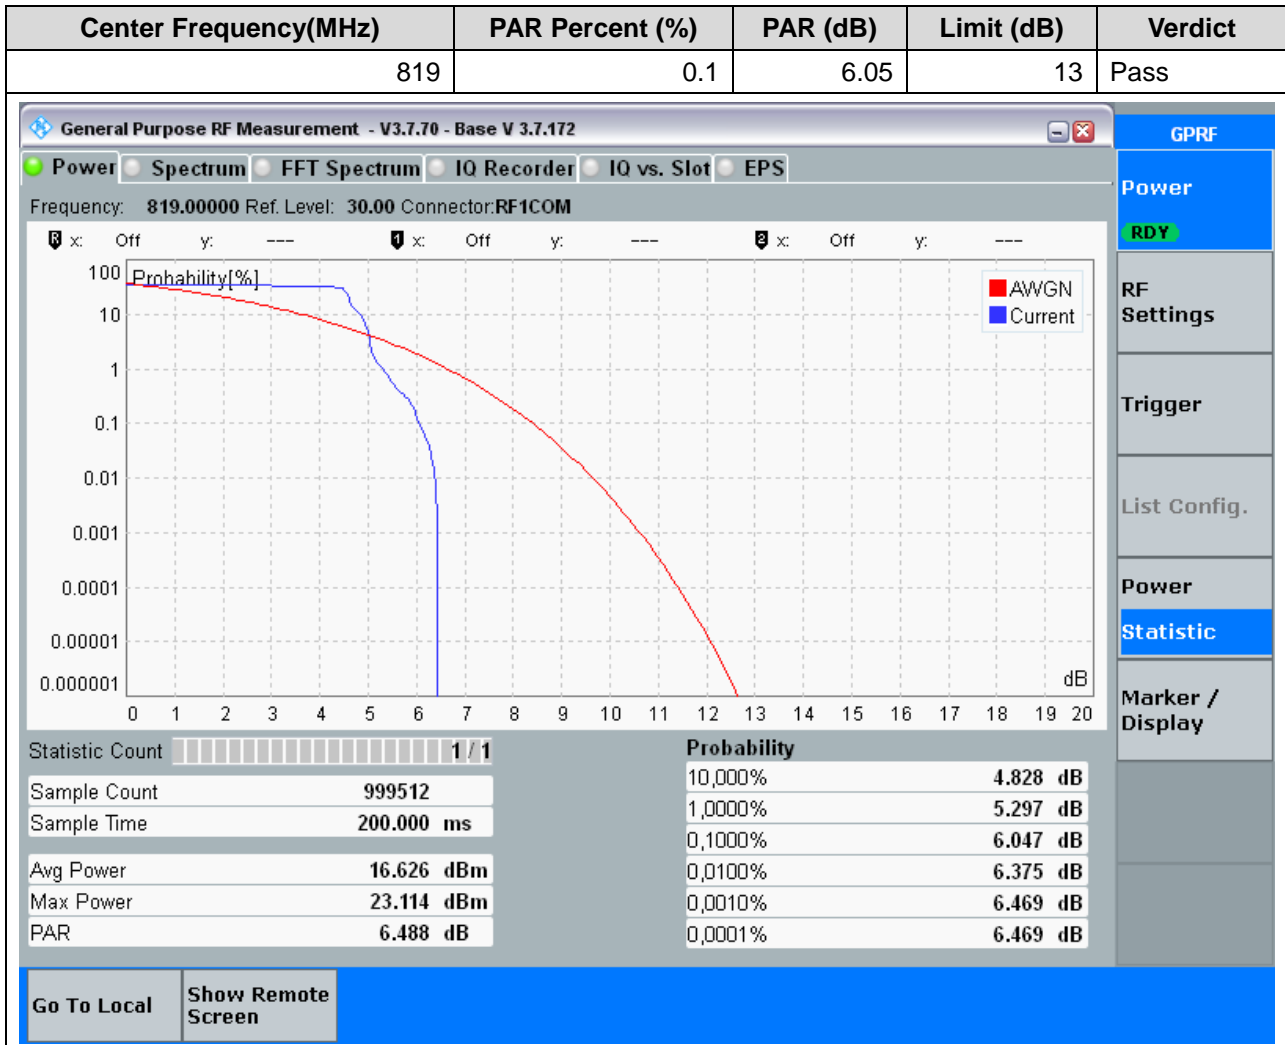 Center Frequency(MHz) PAR Percent (%) PAR (dB) Limit (dB) Verdict
819 0.1 6.05 13 Pass
General Purpose RF Measurement - V3.7.70 - Base V 3.7.172
GPRF
Power Spectrum FFT Spectrum IQ Recorder IQ vs. Slot EPS
Frequency: 819.00000 Ref. Level: 30.00 Connector:RF1COM
R x: Off y: --- 1 x: Off y: --- 2 x: Off y: ---
Probability[%]
AWGN
Current
100
10
1
0.1
0.01
0.001
0.0001
0.00001
0.000001
dB
0 1 2 3 4 5 6 7 8 9 10 11 12 13 14 15 16 17 18 19 20
Statistic Count 1 / 1
Sample Count 999512
Sample Time 200.000 ms
Avg Power 16.626 dBm
Max Power 23.114 dBm
PAR 6.488 dB
Probability
10,000% 4.828 dB
1,0000% 5.297 dB
0,1000% 6.047 dB
0,0100% 6.375 dB
0,0010% 6.469 dB
0,0001% 6.469 dB
Power
RDY
RF
Settings
Trigger
List Config.
Power
Statistic
Marker /
Display
Go To Local
Show Remote
Screen